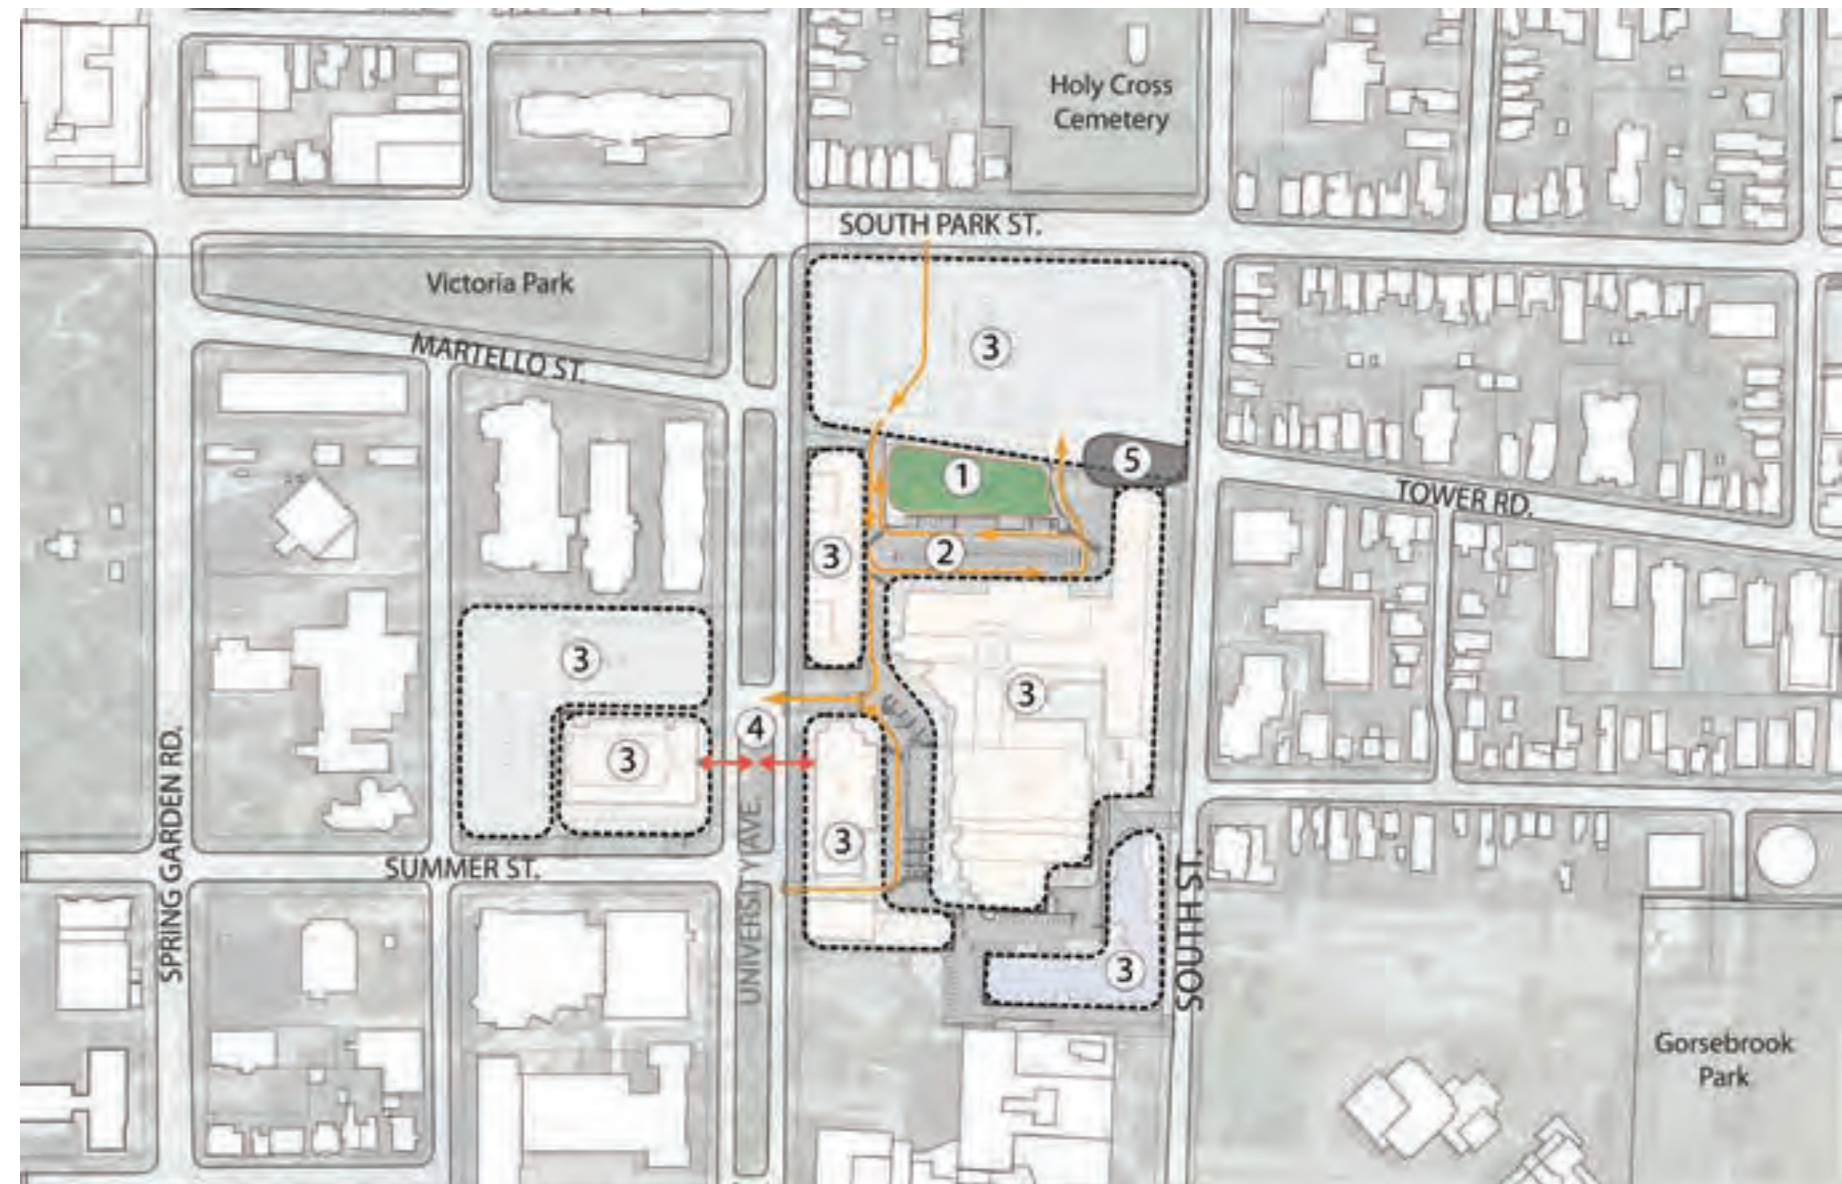 Holy Cross
Cemetery
SOUTH PARK ST.
Victoria Park
MARTELLO ST.
3
5
1
TOWER RD.
2
3
3
3
4
3
3
SPRING GARDEN RD.
UNIVERSITY AVE.
SUMMER ST.
SOUTH ST.
3
Gorsebrook
Park